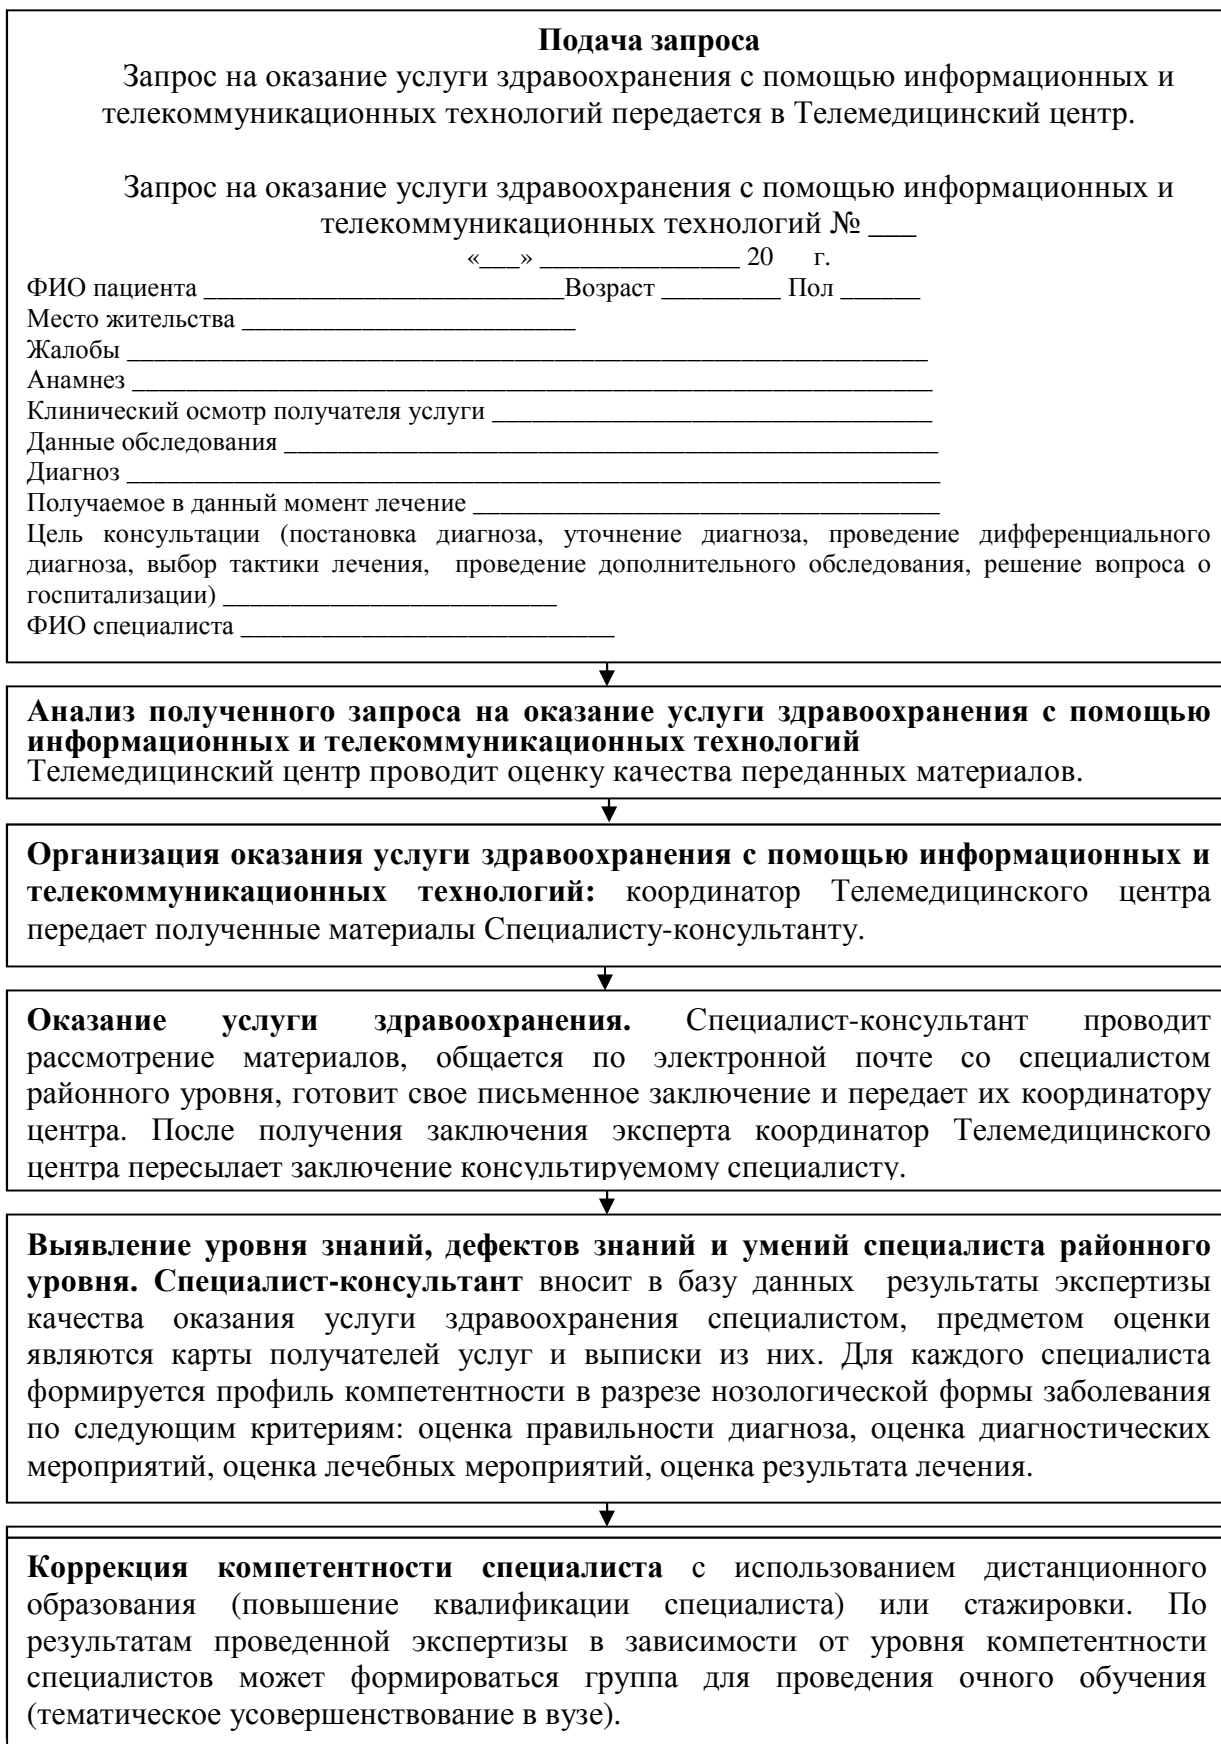 Подача запроса
Запрос на оказание услуги здравоохранения с помощью информационных и
телекоммуникационных технологий передается в Телемедицинский центр.
Запрос на оказание услуги здравоохранения с помощью информационных и
телекоммуникационных технологий № ___
«___» _______________ 20 г.
ФИО пациента ___________________________Возраст _________ Пол ______
Место жительства _________________________
Жалобы ____________________________________________________________
Анамнез ____________________________________________________________
Клинический осмотр получателя услуги _________________________________
Данные обследования _________________________________________________
Диагноз _____________________________________________________________
Получаемое в данный момент лечение ___________________________________
Цель консультации (постановка диагноза, уточнение диагноза, проведение дифференциального
диагноза, выбор тактики лечения, проведение дополнительного обследования, решение вопроса о
госпитализации) _________________________
ФИО специалиста ____________________________
Анализ полученного запроса на оказание услуги здравоохранения с помощью
информационных и телекоммуникационных технологий
Телемедицинский центр проводит оценку качества переданных материалов.
Организация оказания услуги здравоохранения с помощью информационных и
телекоммуникационных технологий: координатор Телемедицинского центра
передает полученные материалы Специалисту-консультанту.
Оказание услуги здравоохранения. Специалист-консультант проводит
рассмотрение материалов, общается по электронной почте со специалистом
районного уровня, готовит свое письменное заключение и передает их координатору
центра. После получения заключения эксперта координатор Телемедицинского
центра пересылает заключение консультируемому специалисту.
Выявление уровня знаний, дефектов знаний и умений специалиста районного
уровня. Специалист-консультант вносит в базу данных результаты экспертизы
качества оказания услуги здравоохранения специалистом, предметом оценки
являются карты получателей услуг и выписки из них. Для каждого специалиста
формируется профиль компетентности в разрезе нозологической формы заболевания
по следующим критериям: оценка правильности диагноза, оценка диагностических
мероприятий, оценка лечебных мероприятий, оценка результата лечения.
Коррекция компетентности специалиста с использованием дистанционного
образования (повышение квалификации специалиста) или стажировки. По
результатам проведенной экспертизы в зависимости от уровня компетентности
специалистов может формироваться группа для проведения очного обучения
(тематическое усовершенствование в вузе).